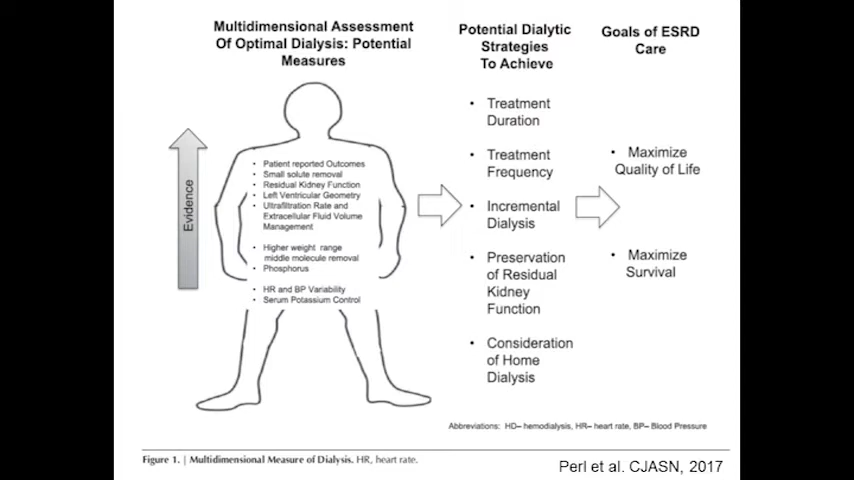 Multidimensional Assessment
Of Optimal Dialysis: Potential
Measures
Evidence
• Patient reported Outcomes
• Small solute removal
• Residual Kidney Function
• Left Ventricular Geometry
• Ultrafiltration Rate and
Extracellular Fluid Volume
Management
• Higher weight range
middle molecule removal
• Phosphorus
• HR and BP Variability
• Serum Potassium Control
Potential Dialytic
Strategies
To Achieve
• Treatment
Duration
• Treatment
Frequency
• Incremental
Dialysis
• Preservation
of Residual
Kidney
Function
• Consideration
of Home
Dialysis
Goals of ESRD
Care
• Maximize
Quality of Life
• Maximize
Survival
Abbreviations: HD– hemodialysis, HR– heart rate, BP– Blood Pressure
Figure 1. | Multidimensional Measure of Dialysis. HR, heart rate.
Perl et al. CJASN, 2017